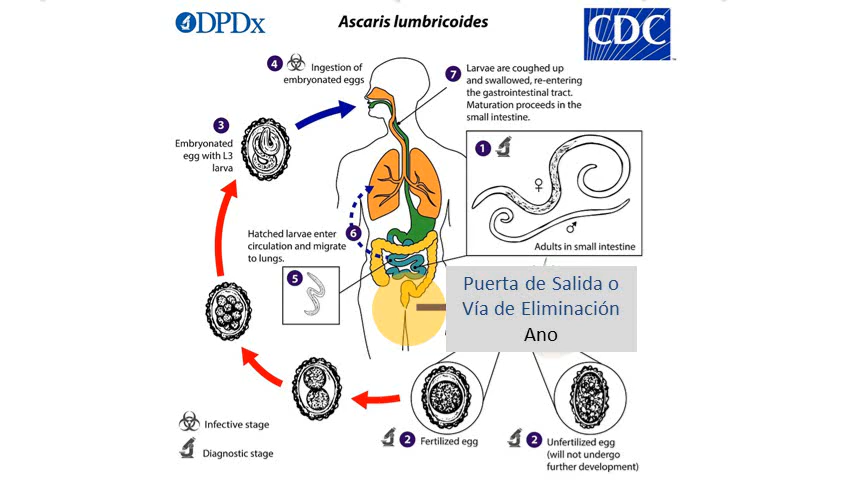 DPDx
Ascaris lumbricoides
CDC
4
Ingestion of
embryonated eggs
7
Larvae are coughed up
and swallowed, re-entering
the gastrointestinal tract.
Maturation proceeds in the
small intestine.
3
Embryonated
egg with L3
larva
1
♀
♂
Adults in small intestine
Hatched larvae enter
circulation and migrate
to lungs.
6
5
Puerta de Salida o
Vía de Eliminación
Ano
Infective stage
Diagnostic stage
2 Fertilized egg
2 Unfertilized egg
(will not undergo
further development)